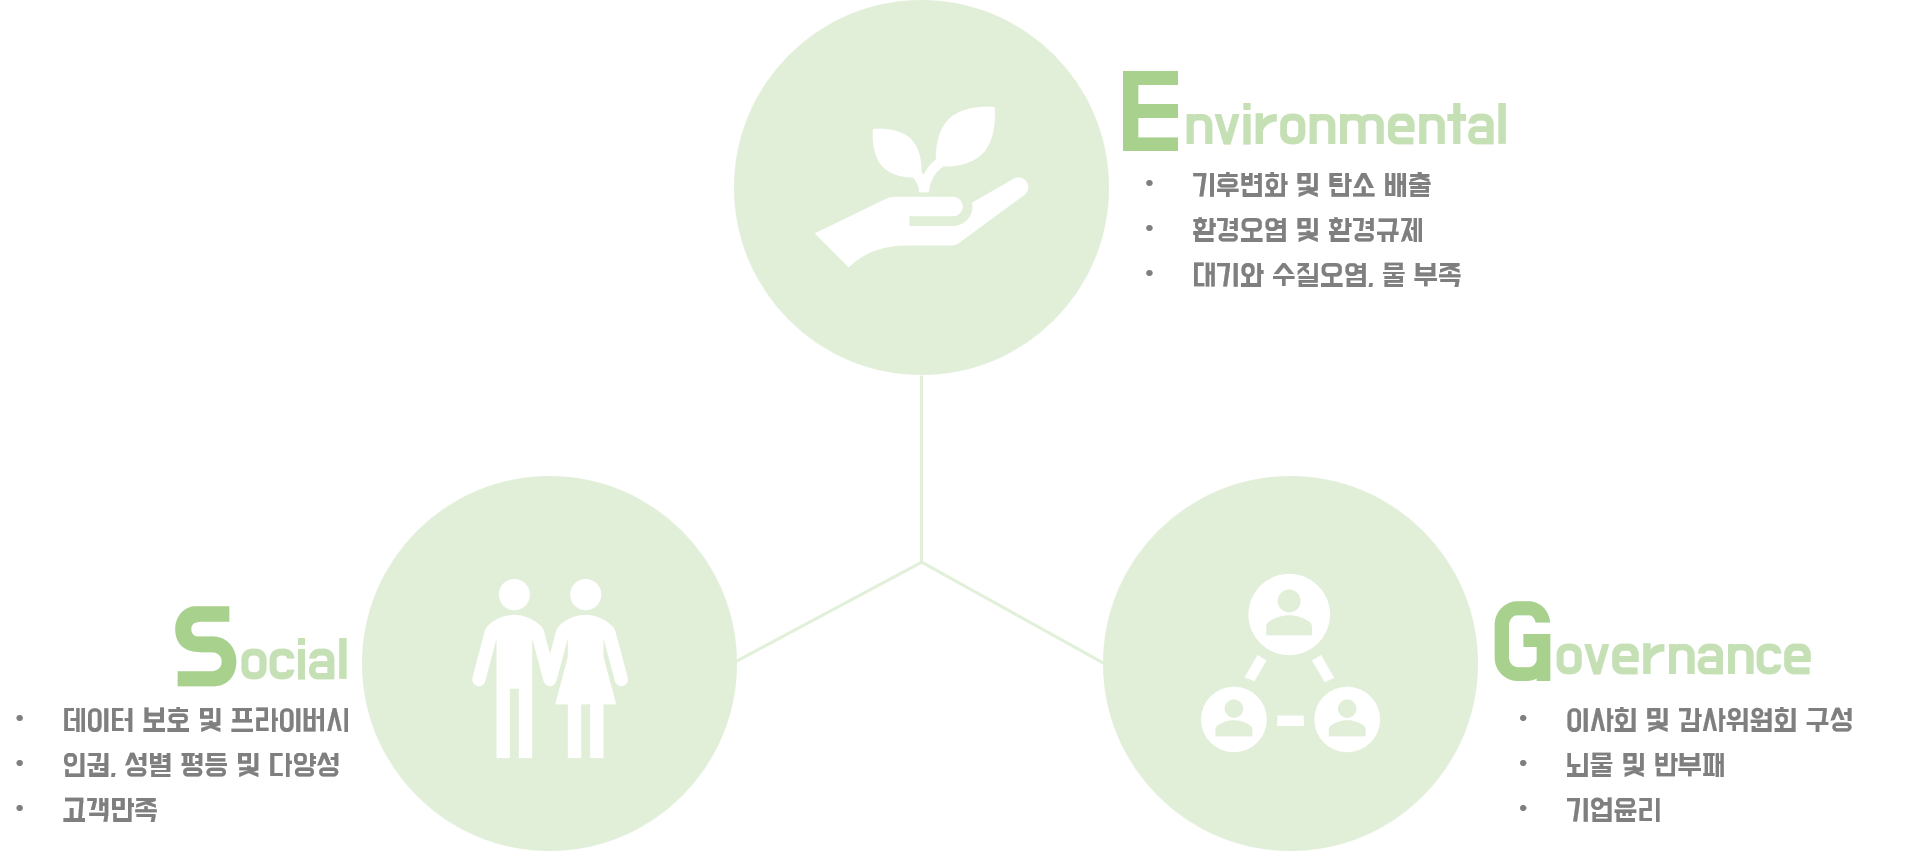 Environmental
• 기후변화 및 탄소 배출
• 환경오염 및 환경규제
• 대기와 수질오염, 물 부족
Social
• 데이터 보호 및 프라이버시
• 인권, 성별 평등 및 다양성
• 고객만족
Governance
• 이사회 및 감사위원회 구성
• 뇌물 및 반부패
• 기업윤리